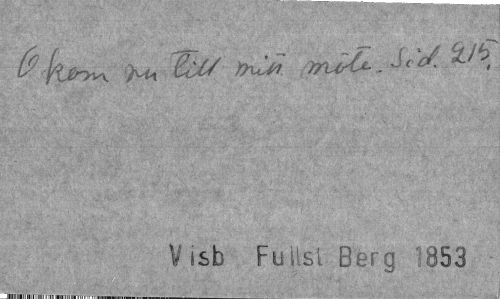 O kom nu till mitt möte. Sid. 215.
Visb Fullst Berg 1853